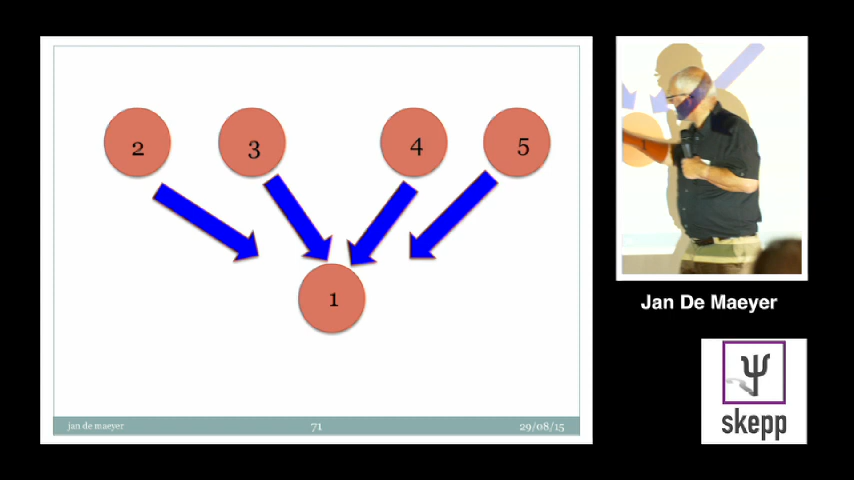 2
3
4
5
1
jan de maeyer
71
29/08/15
Jan De Maeyer
ψ
skepp